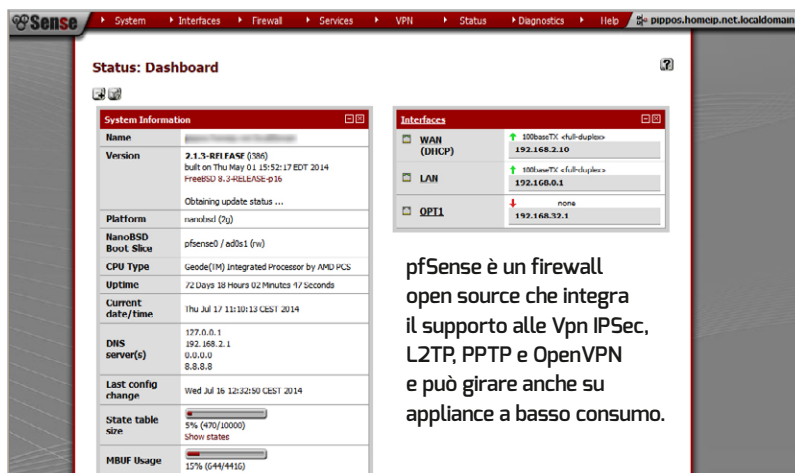 Sense
System
Interfaces
Firewall
Services
VPN
Status
Diagnostics
Help
pippos.homeip.net.localdomain
Status: Dashboard
?
System Information
Name
Version
2.1.3-RELEASE (i386)
built on Thu May 01 15:52:17 EDT 2014
FreeBSD 8.3-RELEASE-p16
Obtaining update status ...
Platform
nanobsd (2g)
NanoBSD
Boot Slice
pfsense0 / ad0s1 (rw)
CPU Type
Geode(TM) Integrated Processor by AMD PCS
Uptime
72 Days 18 Hours 02 Minutes 47 Seconds
Current
date/time
Thu Jul 17 11:10:13 CEST 2014
DNS
server(s)
127.0.0.1
192.168.2.1
0.0.0.0
8.8.8.8
Last config
change
Wed Jul 16 12:32:50 CEST 2014
State table
size
5% (470/10000)
Show states
MBUF Usage
15% (644/4416)
Interfaces
WAN
(DHCP)
100baseTX <full-duplex>
192.168.2.10
LAN
100baseTX <full-duplex>
192.168.0.1
OPT1
none
192.168.32.1
pfSense è un firewall
open source che integra
il supporto alle Vpn IPSec,
L2TP, PPTP e OpenVPN
e può girare anche su
appliance a basso consumo.